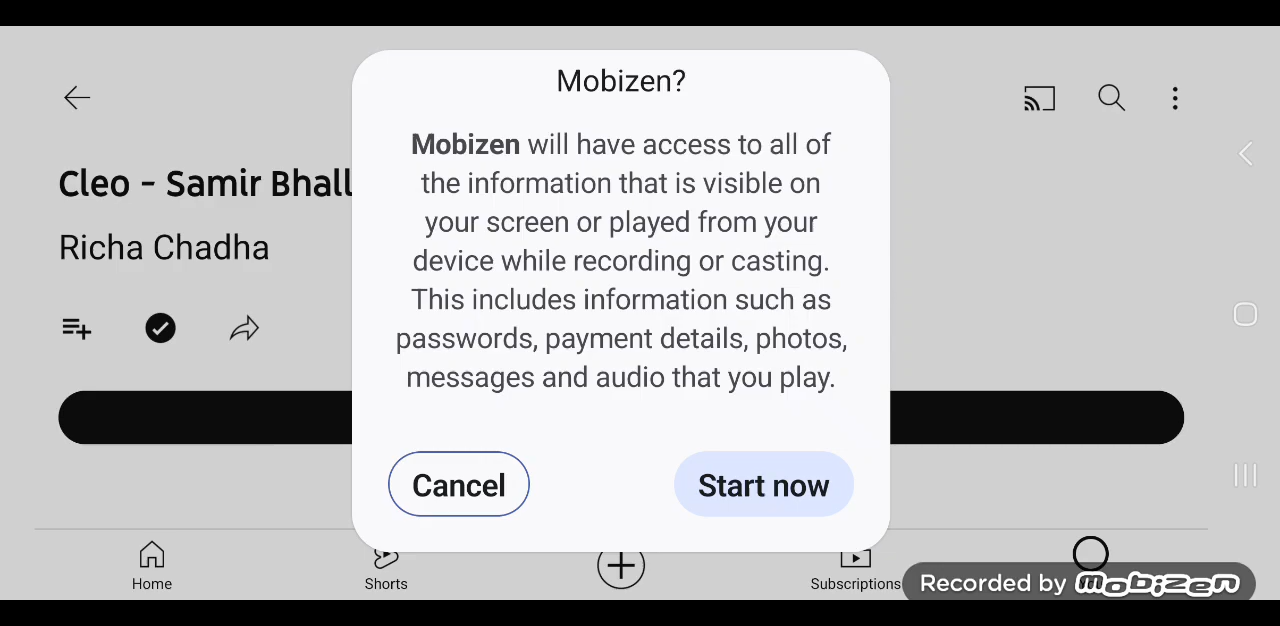 Mobizen?
Mobizen will have access to all of
the information that is visible on
your screen or played from your
device while recording or casting.
This includes information such as
passwords, payment details, photos,
messages and audio that you play.
Cancel
Start now
Cleo - Samir Bhall
Richa Chadha
Home
Shorts
Subscriptions
Recorded by mobizen